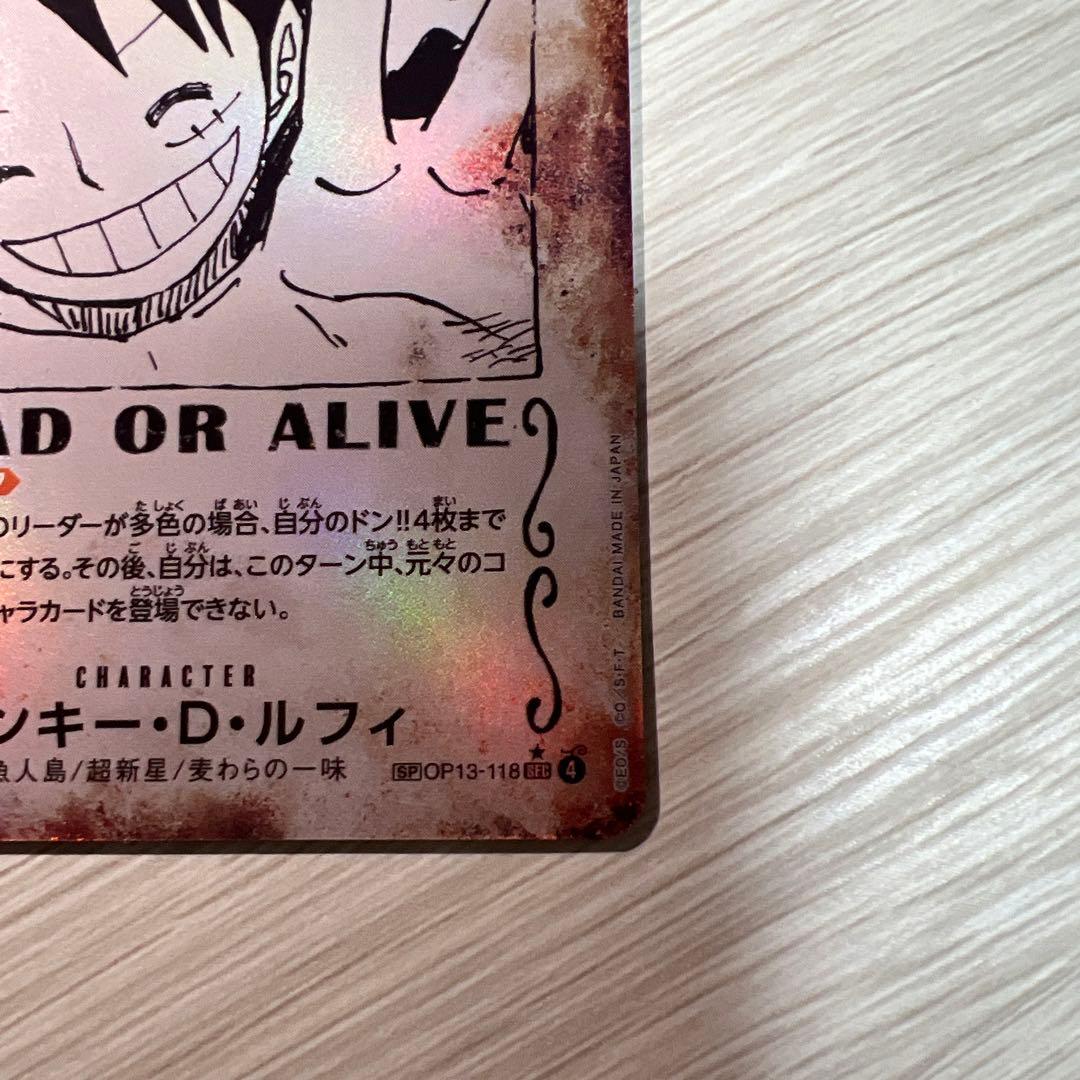 AD OR ALIVE
のリーダーが多色の場合、自分のドン!!4枚まで
にする。その後、自分は、このターン中、元々のコ
ャラカードを登場できない。
CHARACTER
ンキー・D・ルフィ
魚人島/超新星/麦わらの一味
SP OP13-118 SEC 4
©EO/S ©O/S・F・T BANDAI MADE IN JAPAN